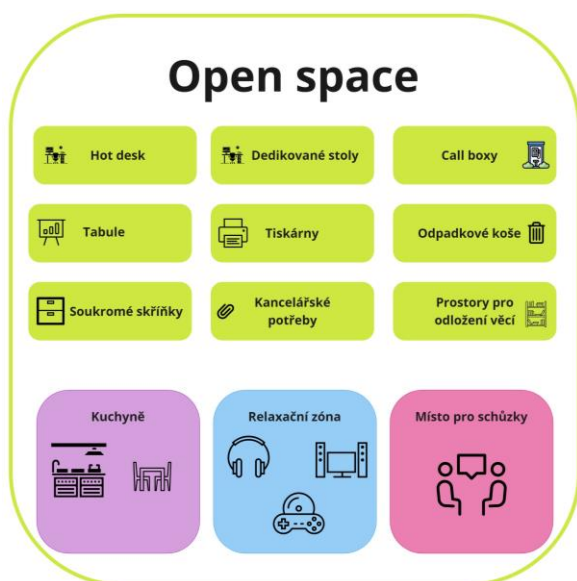 Open space
Hot desk
Dedikované stoly
Call boxy
Tabule
Tiskárny
Odpadkové koše
Soukromé skříňky
Kancelářské
potřeby
Prostory pro
odložení věcí
Kuchyně
Relaxační zóna
Místo pro schůzky